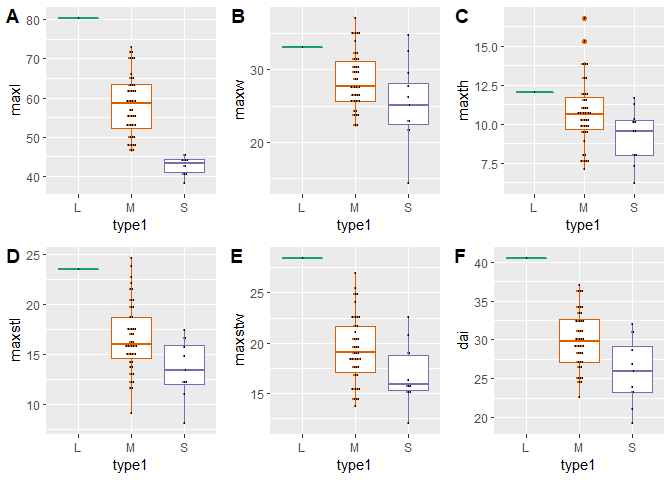 A
maxl
80
70
60
50
40
L M S
type1
B
maxw
30
20
L M S
type1
C
maxth
15.0
12.5
10.0
7.5
L M S
type1
D
maxstl
25
20
15
10
L M S
type1
E
maxstw
25
20
15
L M S
type1
F
dai
40
35
30
25
20
L M S
type1